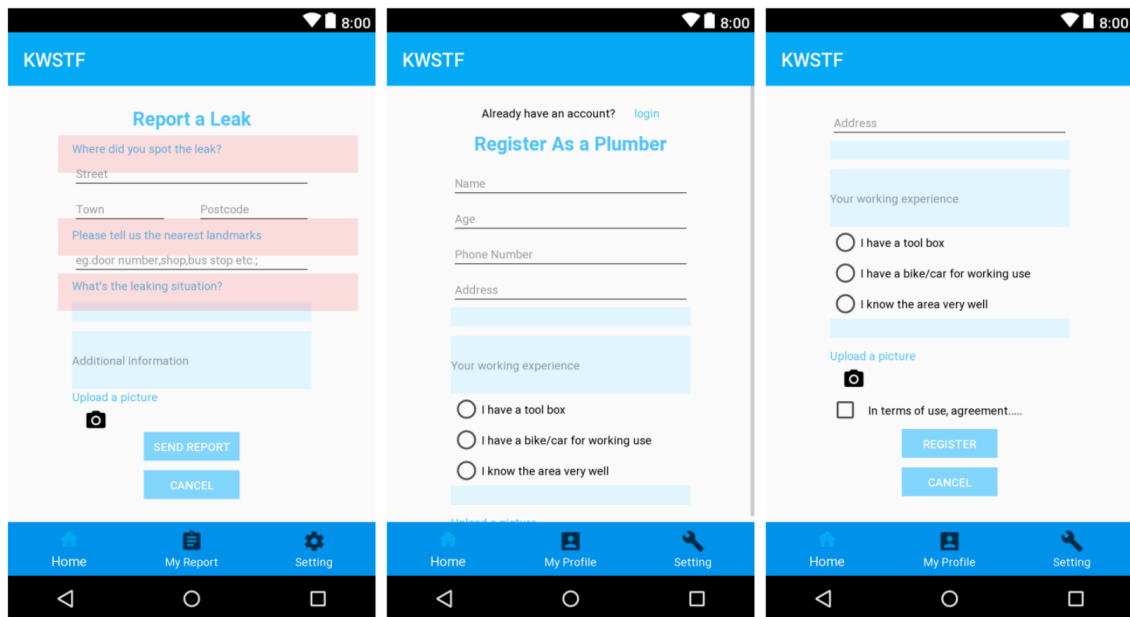 8:00
KWSTF
Report a Leak
Where did you spot the leak?
Street
Town Postcode
Please tell us the nearest landmarks
eg.door number,shop,bus stop etc.;
What's the leaking situation?
Additional information
Upload a picture
SEND REPORT
CANCEL
Home My Report Setting
8:00
KWSTF
Already have an account? login
Register As a Plumber
Name
Age
Phone Number
Address
Your working experience
I have a tool box
I have a bike/car for working use
I know the area very well
Upload a picture
Home My Profile Setting
8:00
KWSTF
Address
Your working experience
I have a tool box
I have a bike/car for working use
I know the area very well
Upload a picture
In terms of use, agreement.....
REGISTER
CANCEL
Home My Profile Setting